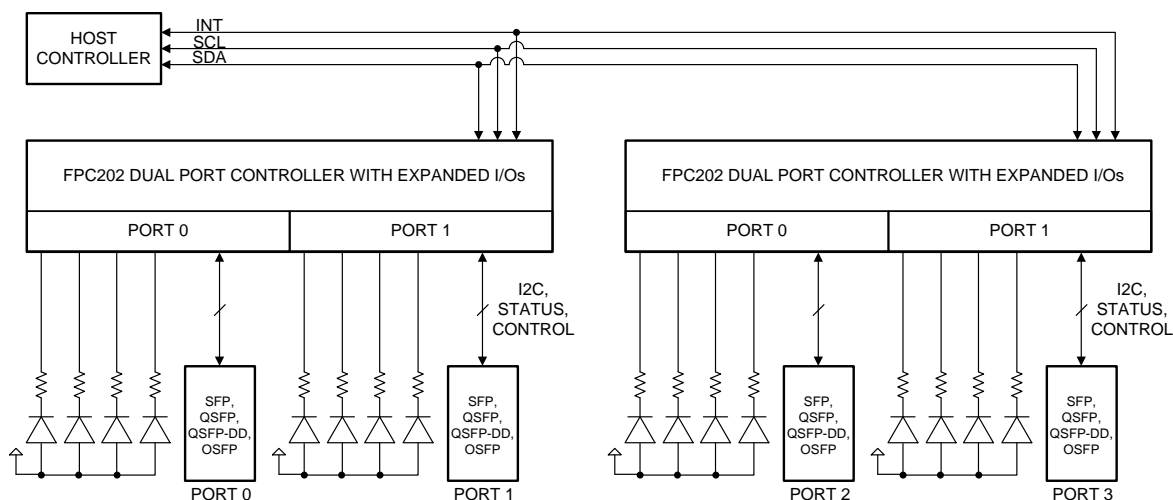 HOST
CONTROLLER
INT
SCL
SDA
FPC202 DUAL PORT CONTROLLER WITH EXPANDED I/Os
PORT 0
PORT 1
FPC202 DUAL PORT CONTROLLER WITH EXPANDED I/Os
PORT 0
PORT 1
I2C,
STATUS,
CONTROL
I2C,
STATUS,
CONTROL
SFP,
QSFP,
QSFP-DD,
OSFP
SFP,
QSFP,
QSFP-DD,
OSFP
SFP,
QSFP,
QSFP-DD,
OSFP
SFP,
QSFP,
QSFP-DD,
OSFP
PORT 0
PORT 1
PORT 2
PORT 3